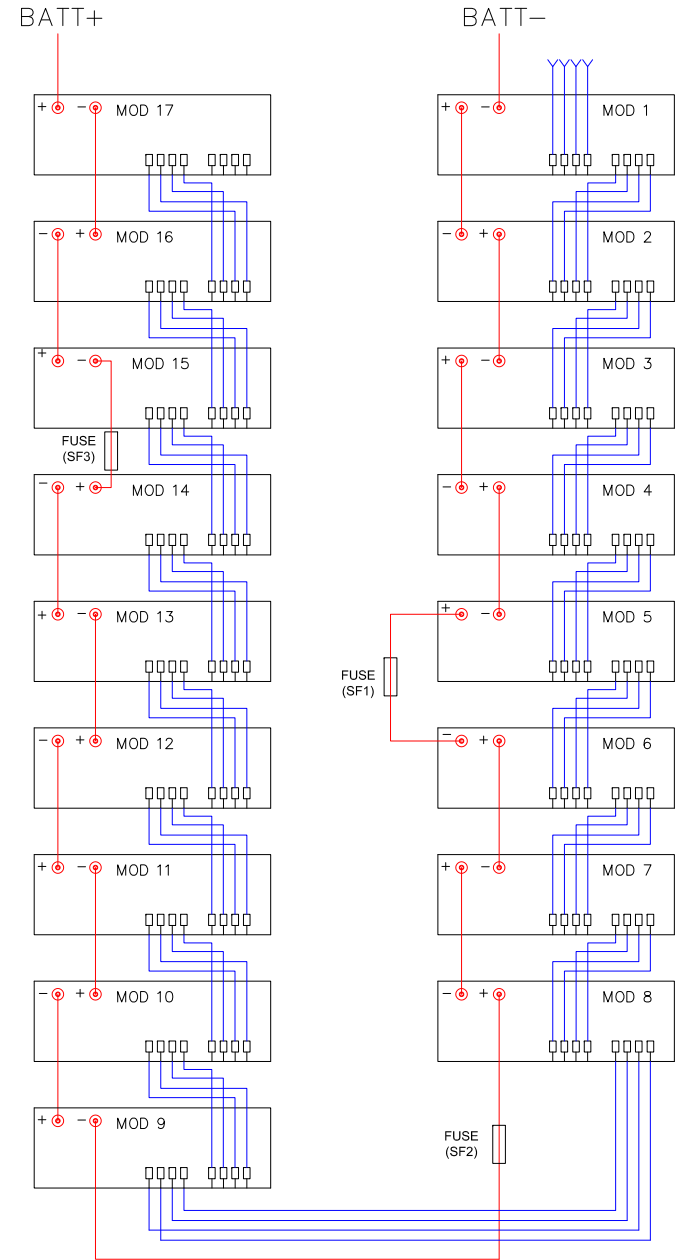 BATT+
BATT−
+ − MOD 17
+ − MOD 1
− + MOD 16
− + MOD 2
+ − MOD 15
+ − MOD 3
FUSE
(SF3)
− + MOD 14
− + MOD 4
+ − MOD 13
+ − MOD 5
FUSE
(SF1)
− + MOD 12
− + MOD 6
+ − MOD 11
+ − MOD 7
− + MOD 10
− + MOD 8
+ − MOD 9
FUSE
(SF2)